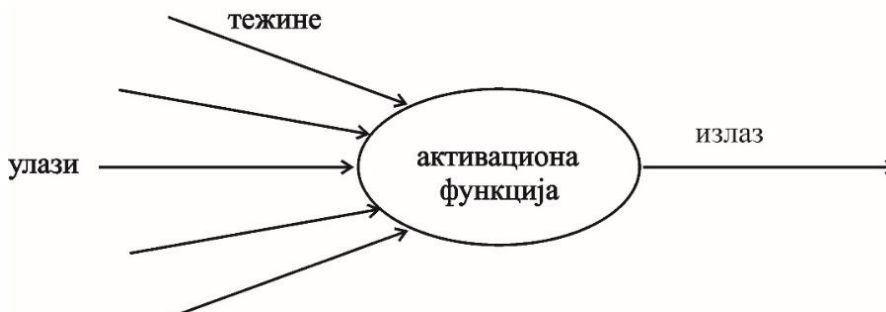 тежине
улази
активациона
функција
излаз